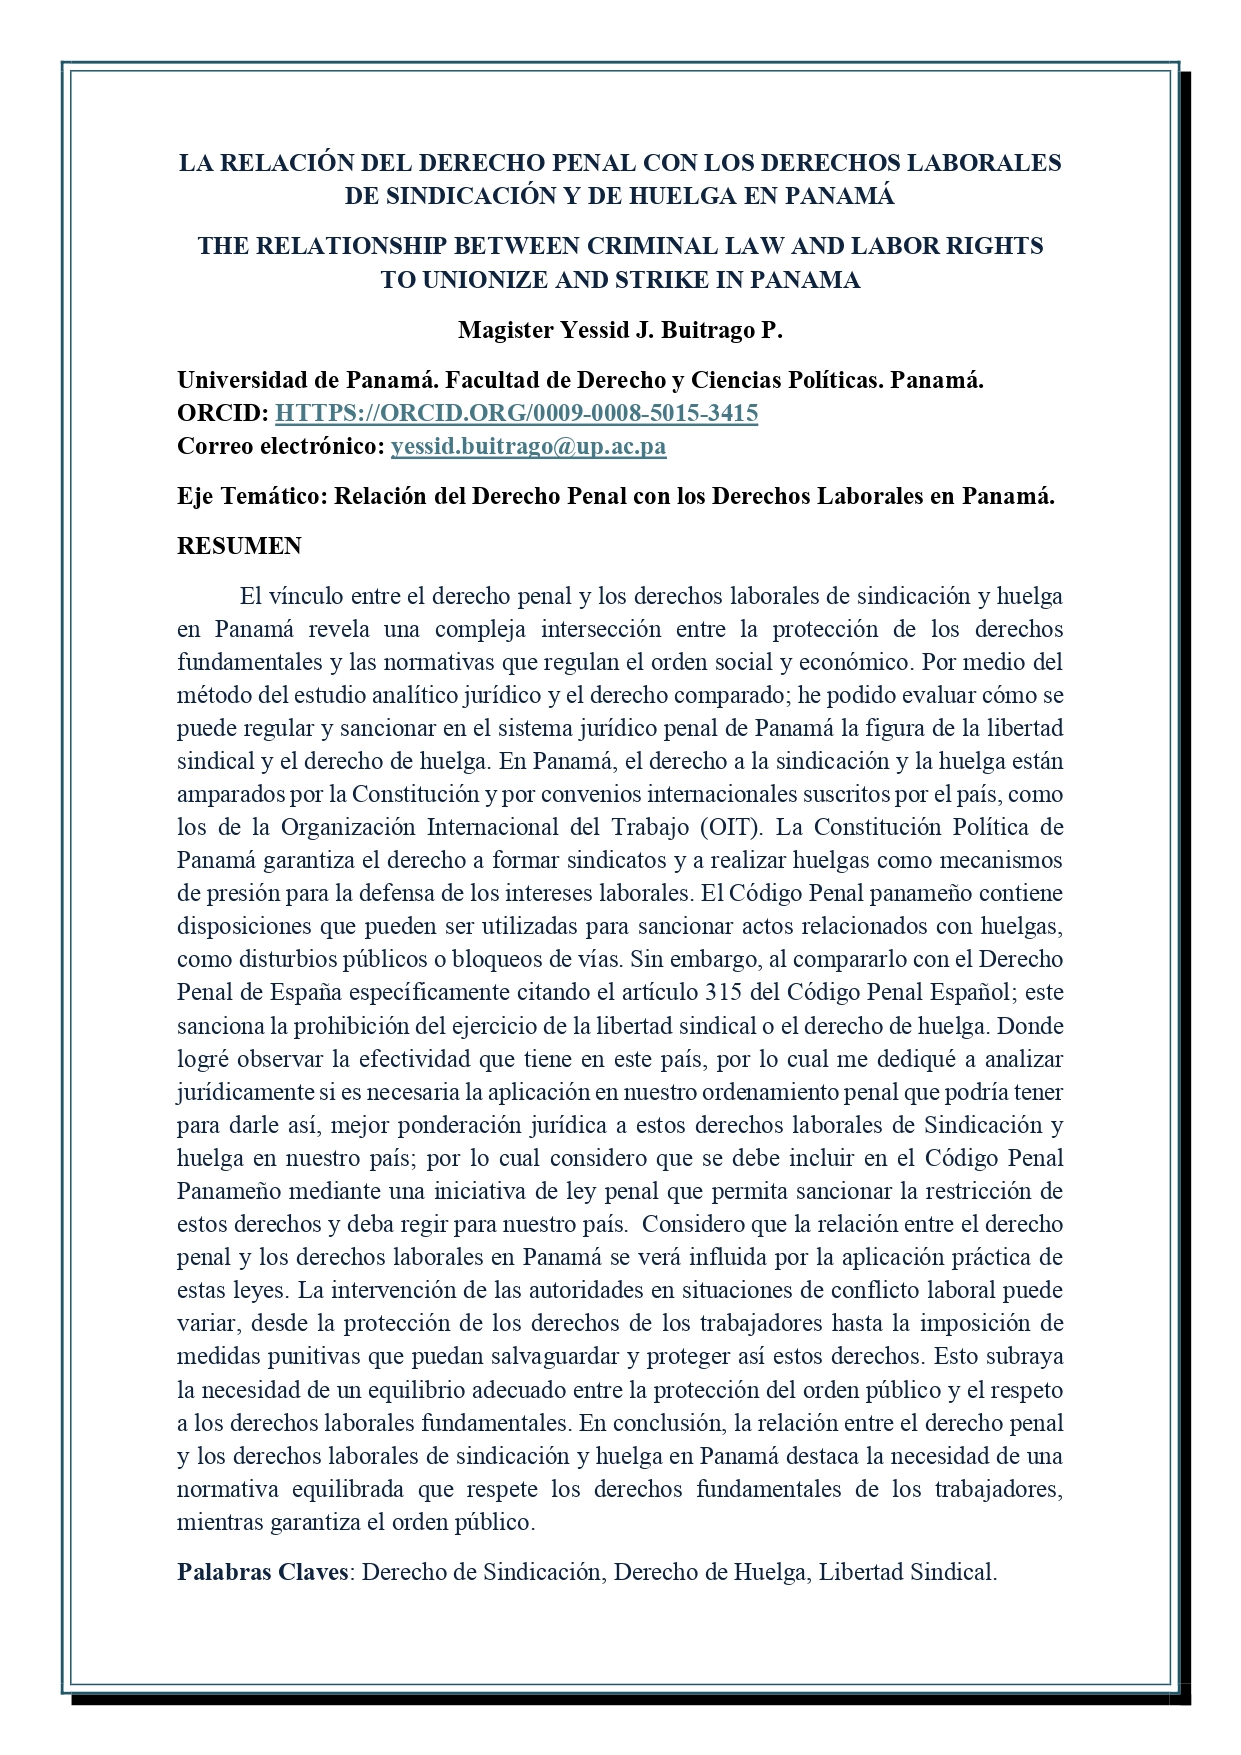 LA RELACIÓN DEL DERECHO PENAL CON LOS DERECHOS LABORALES
DE SINDICACIÓN Y DE HUELGA EN PANAMÁ
THE RELATIONSHIP BETWEEN CRIMINAL LAW AND LABOR RIGHTS
TO UNIONIZE AND STRIKE IN PANAMA
Magister Yessid J. Buitrago P.
Universidad de Panamá. Facultad de Derecho y Ciencias Políticas. Panamá.
ORCID: HTTPS://ORCID.ORG/0009-0008-5015-3415
Correo electrónico: yessid.buitrago@up.ac.pa
Eje Temático: Relación del Derecho Penal con los Derechos Laborales en Panamá.
RESUMEN
El vínculo entre el derecho penal y los derechos laborales de sindicación y huelga
en Panamá revela una compleja intersección entre la protección de los derechos
fundamentales y las normativas que regulan el orden social y económico. Por medio del
método del estudio analítico jurídico y el derecho comparado; he podido evaluar cómo se
puede regular y sancionar en el sistema jurídico penal de Panamá la figura de la libertad
sindical y el derecho de huelga. En Panamá, el derecho a la sindicación y la huelga están
amparados por la Constitución y por convenios internacionales suscritos por el país, como
los de la Organización Internacional del Trabajo (OIT). La Constitución Política de
Panamá garantiza el derecho a formar sindicatos y a realizar huelgas como mecanismos
de presión para la defensa de los intereses laborales. El Código Penal panameño contiene
disposiciones que pueden ser utilizadas para sancionar actos relacionados con huelgas,
como disturbios públicos o bloqueos de vías. Sin embargo, al compararlo con el Derecho
Penal de España específicamente citando el artículo 315 del Código Penal Español; este
sanciona la prohibición del ejercicio de la libertad sindical o el derecho de huelga. Donde
logré observar la efectividad que tiene en este país, por lo cual me dediqué a analizar
jurídicamente si es necesaria la aplicación en nuestro ordenamiento penal que podría tener
para darle así, mejor ponderación jurídica a estos derechos laborales de Sindicación y
huelga en nuestro país; por lo cual considero que se debe incluir en el Código Penal
Panameño mediante una iniciativa de ley penal que permita sancionar la restricción de
estos derechos y deba regir para nuestro país.  Considero que la relación entre el derecho
penal y los derechos laborales en Panamá se verá influida por la aplicación práctica de
estas leyes. La intervención de las autoridades en situaciones de conflicto laboral puede
variar, desde la protección de los derechos de los trabajadores hasta la imposición de
medidas punitivas que puedan salvaguardar y proteger así estos derechos. Esto subraya
la necesidad de un equilibrio adecuado entre la protección del orden público y el respeto
a los derechos laborales fundamentales. En conclusión, la relación entre el derecho penal
y los derechos laborales de sindicación y huelga en Panamá destaca la necesidad de una
normativa equilibrada que respete los derechos fundamentales de los trabajadores,
mientras garantiza el orden público.
Palabras Claves: Derecho de Sindicación, Derecho de Huelga, Libertad Sindical.